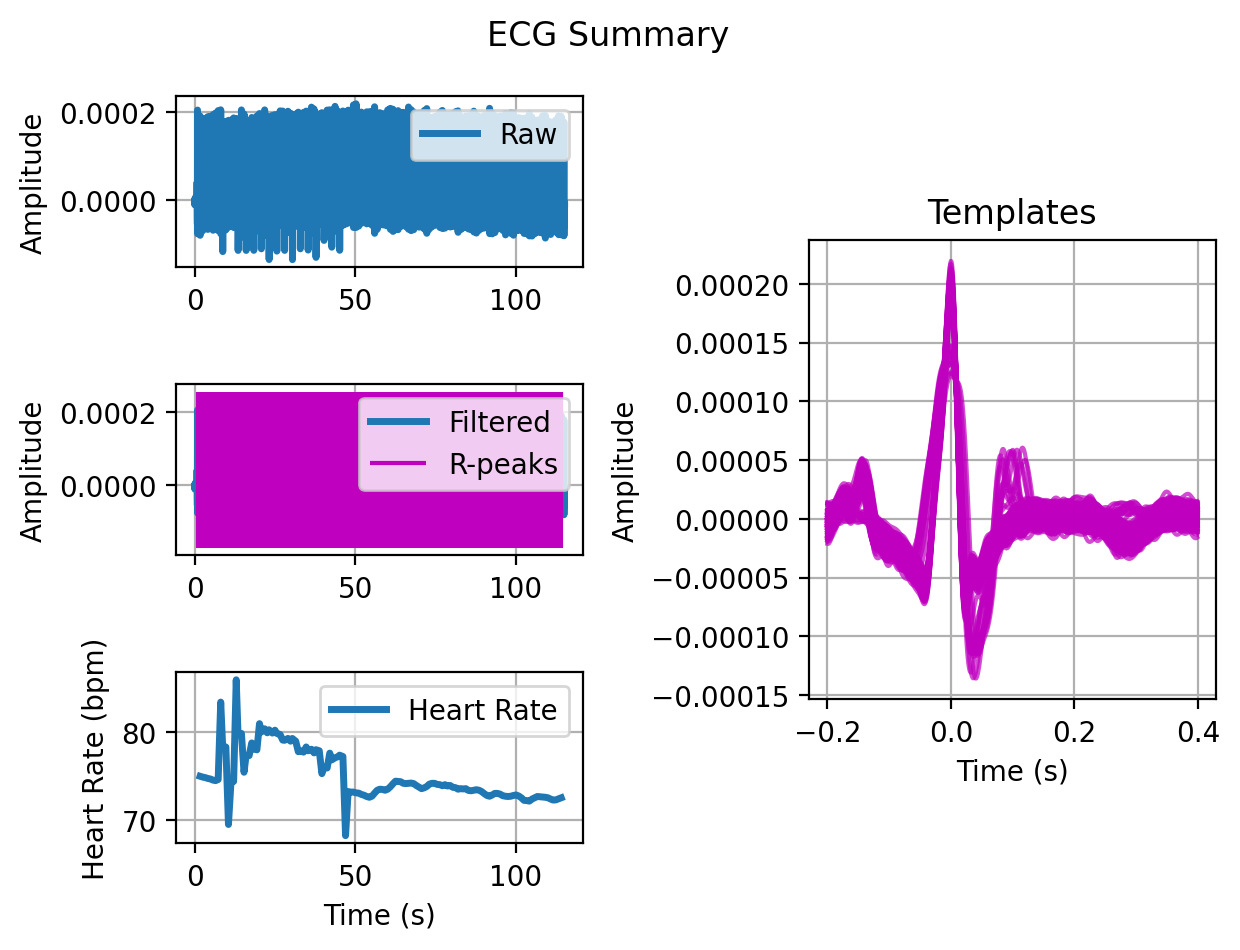 ECG Summary
Amplitude
0.0002
0.0000
Raw
0 50 100
Amplitude
0.0002
0.0000
Filtered
R-peaks
0 50 100
Heart Rate (bpm)
80
70
Heart Rate
0 50 100
Time (s)
Templates
Amplitude
0.00020
0.00015
0.00010
0.00005
0.00000
−0.00005
−0.00010
−0.00015
−0.2 0.0 0.2 0.4
Time (s)